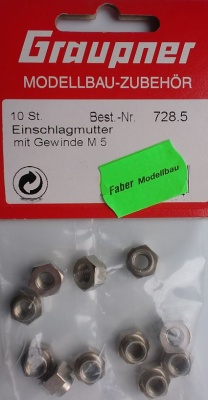 Graupner
MODELLBAU-ZUBEHÖR
10 St. Best.-Nr. 728.5
Einschlagmutter
mit Gewinde M 5
Faber Modellbau